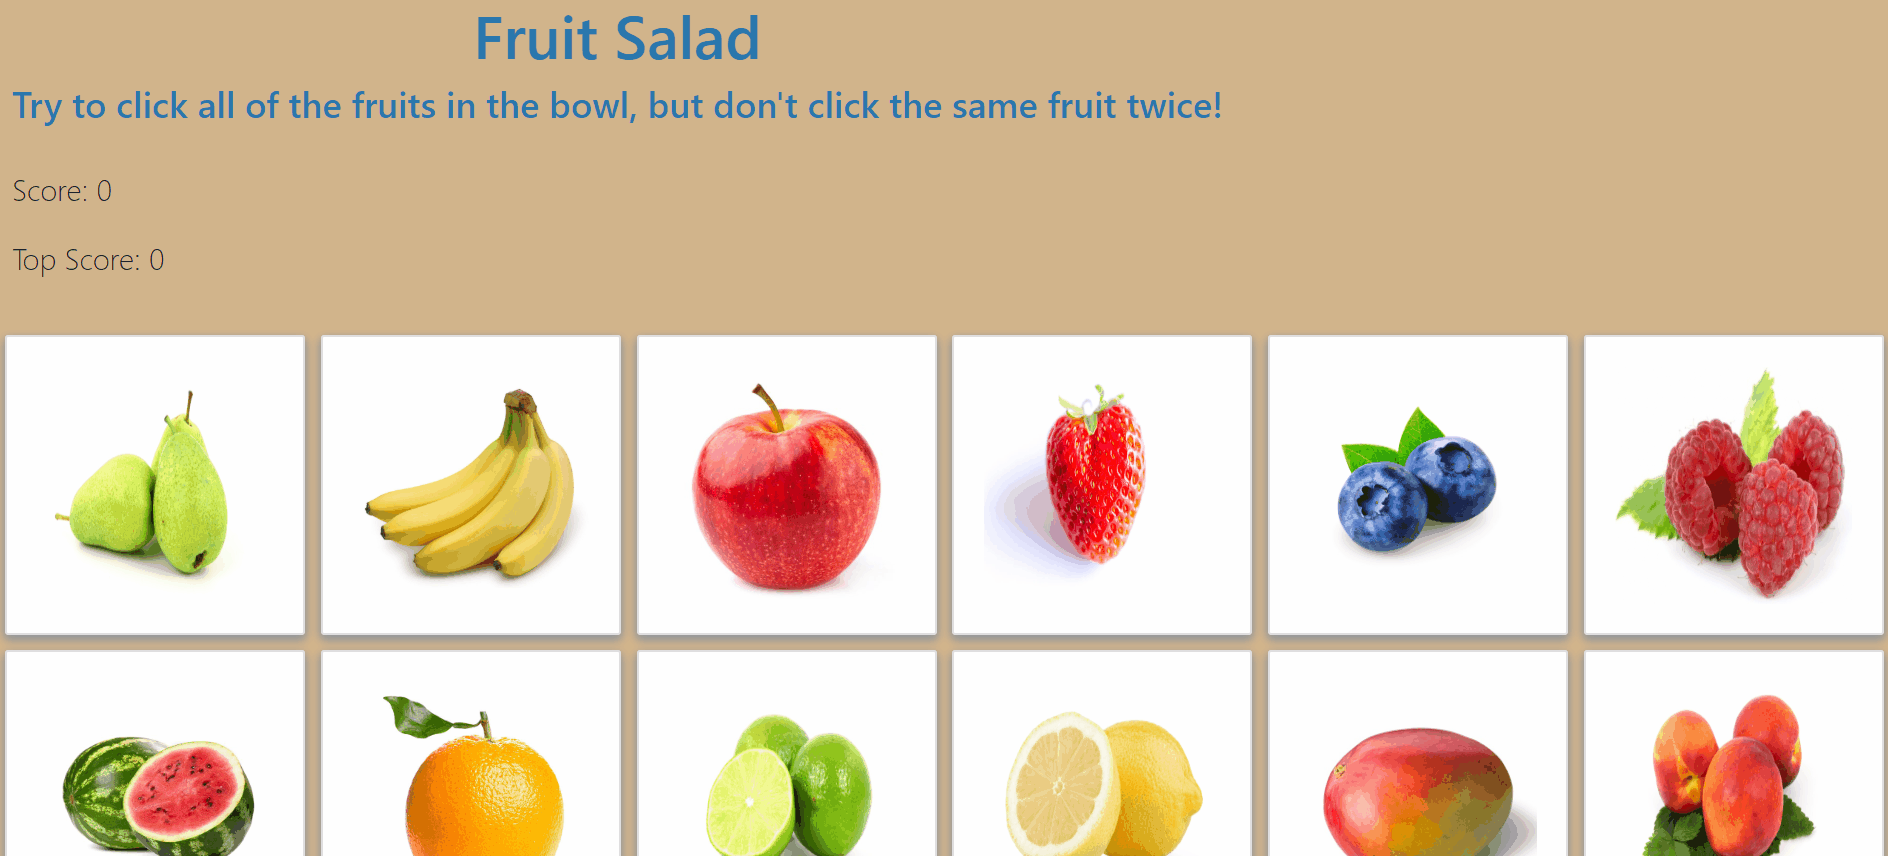 Fruit Salad
Try to click all of the fruits in the bowl, but don't click the same fruit twice!
Score: 0
Top Score: 0